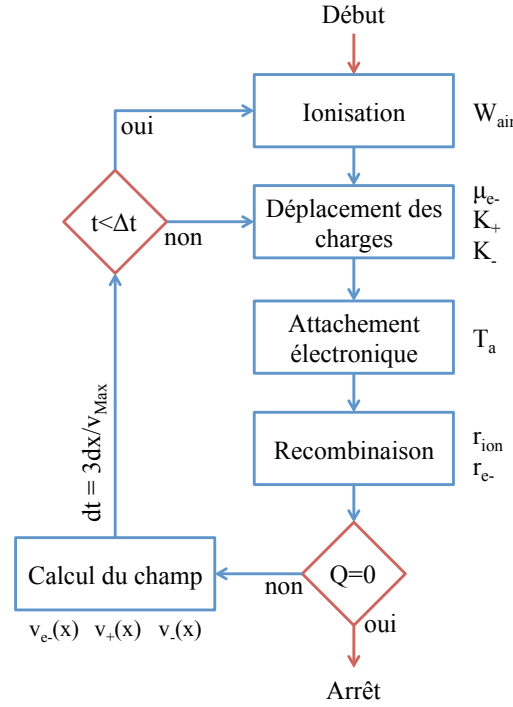 Début
Ionisation
W_air
oui
t<Δt
non
Déplacement des
charges
μ_e-
K_+
K_-
Attachement
électronique
T_a
Recombinaison
r_ion
r_e-
dt = 3dx/v_Max
Calcul du champ
non
Q=0
v_e-(x) v_+(x) v_-(x)
oui
Arrêt